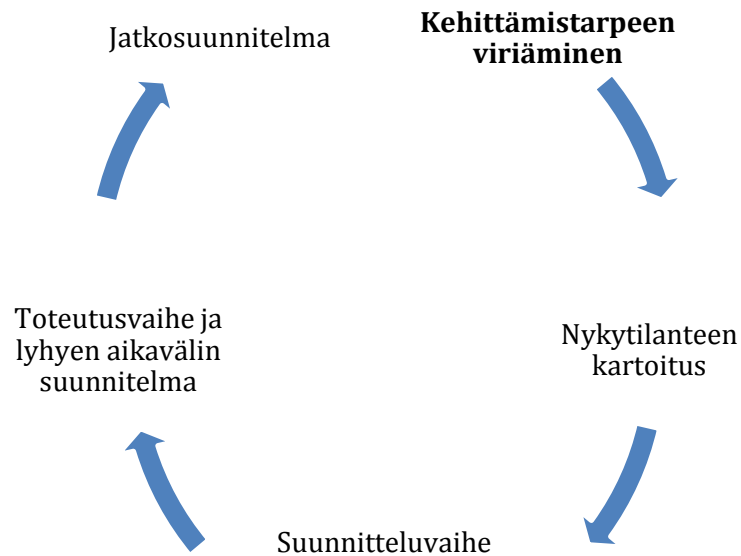 Kehittämistarpeen
viriäminen
Nykytilanteen
kartoitus
Suunnitteluvaihe
Toteutusvaihe ja
lyhyen aikavälin
suunnitelma
Jatkosuunnitelma